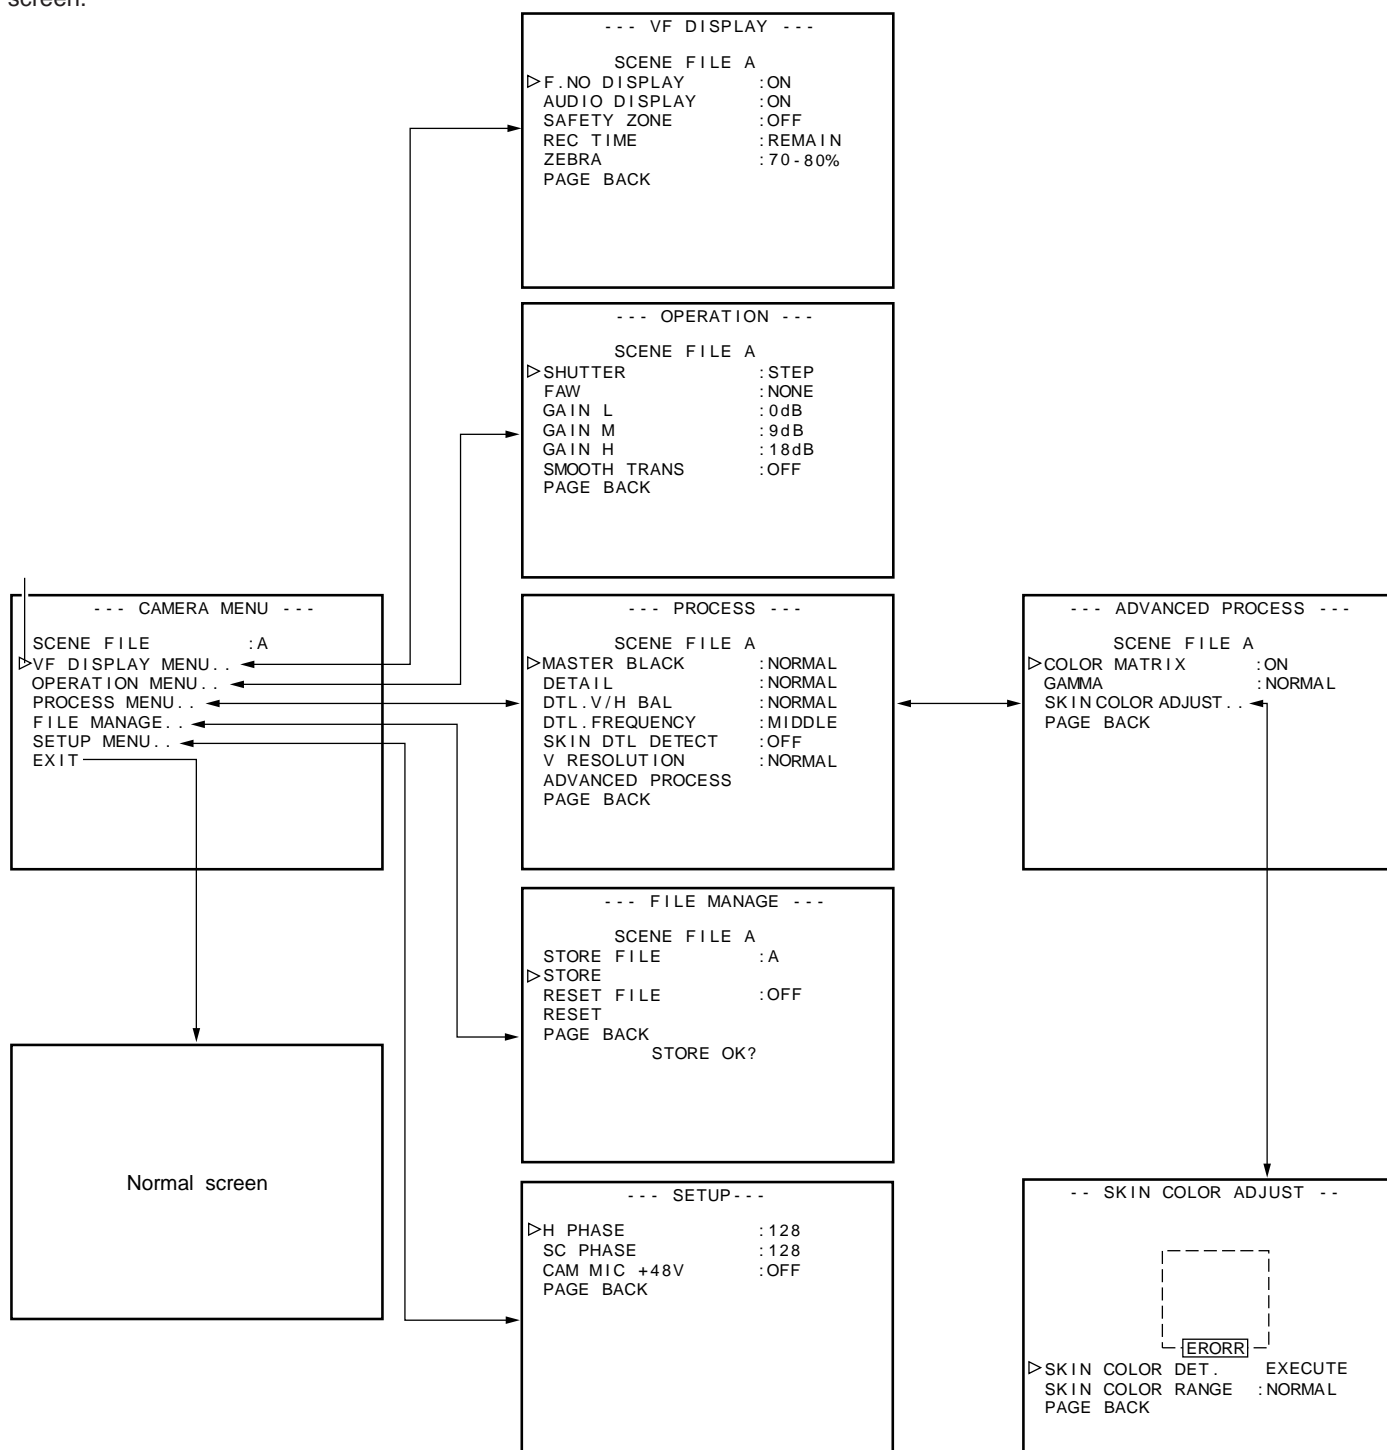 screen.
--- VF DISPLAY ---
SCENE FILE A
F.NO DISPLAY :ON
AUDIO DISPLAY :ON
SAFETY ZONE :OFF
REC TIME :REMAIN
ZEBRA :70-80%
PAGE BACK
--- OPERATION ---
SCENE FILE A
SHUTTER :STEP
FAW :NONE
GAIN L :0dB
GAIN M :9dB
GAIN H :18dB
SMOOTH TRANS :OFF
PAGE BACK
--- CAMERA MENU ---
SCENE FILE :A
VF DISPLAY MENU..
OPERATION MENU..
PROCESS MENU..
FILE MANAGE..
SETUP MENU..
EXIT
--- PROCESS ---
SCENE FILE A
MASTER BLACK :NORMAL
DETAIL :NORMAL
DTL.V/H BAL :NORMAL
DTL.FREQUENCY :MIDDLE
SKIN DTL DETECT :OFF
V RESOLUTION :NORMAL
ADVANCED PROCESS
PAGE BACK
--- ADVANCED PROCESS ---
SCENE FILE A
COLOR MATRIX :ON
GAMMA :NORMAL
SKIN COLOR ADJUST..
PAGE BACK
--- FILE MANAGE ---
SCENE FILE A
STORE FILE :A
STORE
RESET FILE :OFF
RESET
PAGE BACK
STORE OK?
Normal screen
--- SETUP---
H PHASE :128
SC PHASE :128
CAM MIC +48V :OFF
PAGE BACK
-- SKIN COLOR ADJUST --
ERORR
SKIN COLOR DET. EXECUTE
SKIN COLOR RANGE :NORMAL
PAGE BACK